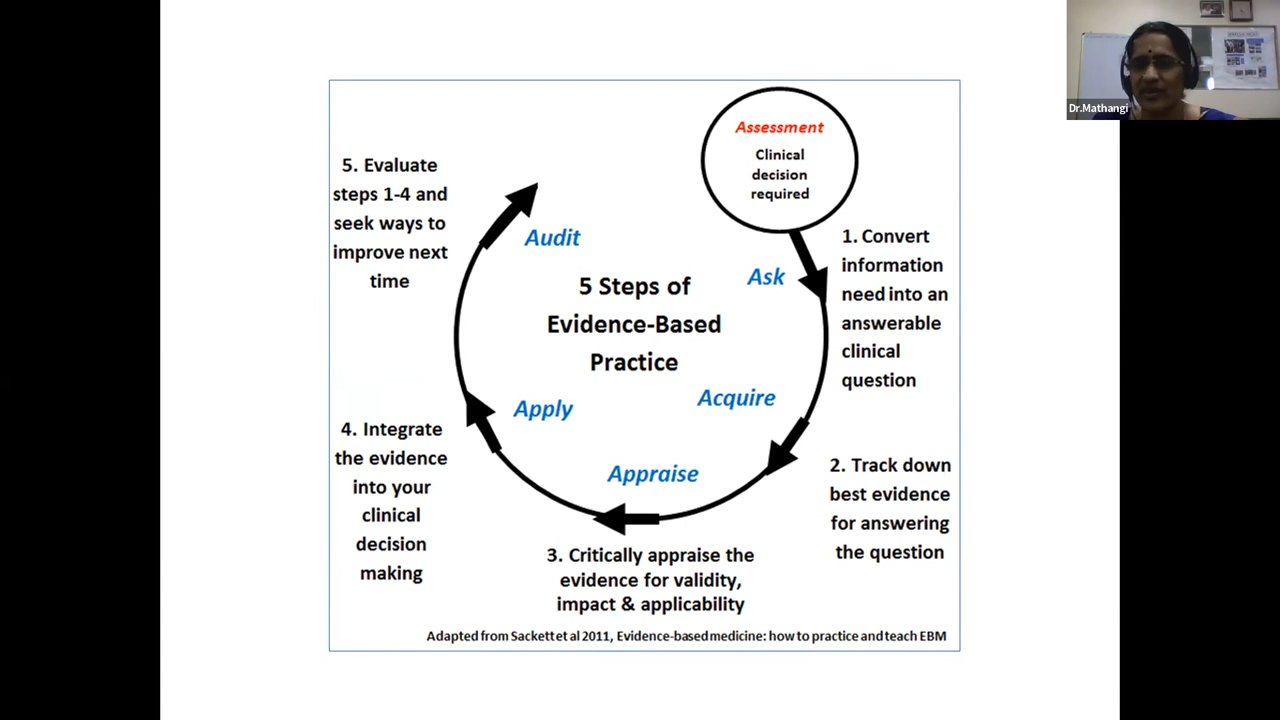 Dr.Mathangi
Assessment
Clinical
decision
required
Ask
1. Convert
information
need into an
answerable
clinical
question
Acquire
2. Track down
best evidence
for answering
the question
Appraise
3. Critically appraise the
evidence for validity,
impact & applicability
Apply
4. Integrate
the evidence
into your
clinical
decision
making
Audit
5. Evaluate
steps 1-4 and
seek ways to
improve next
time
5 Steps of
Evidence-Based
Practice
Adapted from Sackett et al 2011, Evidence-based medicine: how to practice and teach EBM